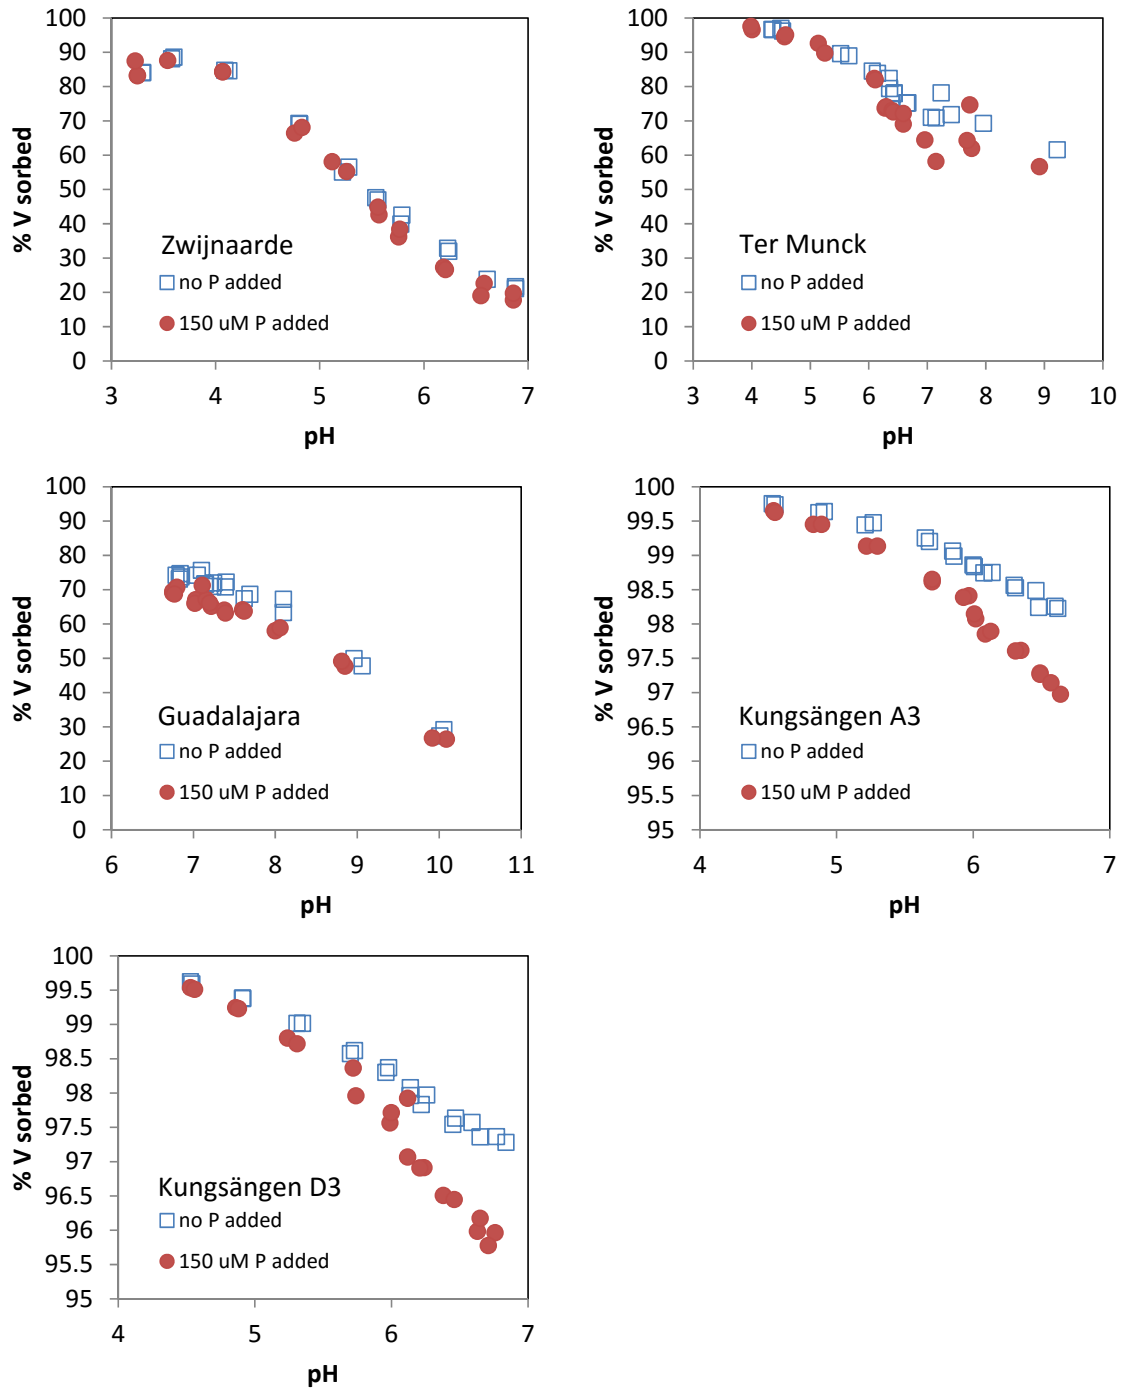 100
90
80
70
60
50
40
30
20
10
0
% V sorbed
Zwijnaarde
no P added
150 uM P added
3 4 5 6 7
pH
100
90
80
70
60
50
40
30
20
10
0
% V sorbed
Ter Munck
no P added
150 uM P added
3 4 5 6 7 8 9 10
pH
100
90
80
70
60
50
40
30
20
10
0
% V sorbed
Guadalajara
no P added
150 uM P added
6 7 8 9 10 11
pH
100
99.5
99
98.5
98
97.5
97
96.5
96
95.5
95
% V sorbed
Kungsängen A3
no P added
150 uM P added
4 5 6 7
pH
100
99.5
99
98.5
98
97.5
97
96.5
96
95.5
95
% V sorbed
Kungsängen D3
no P added
150 uM P added
4 5 6 7
pH